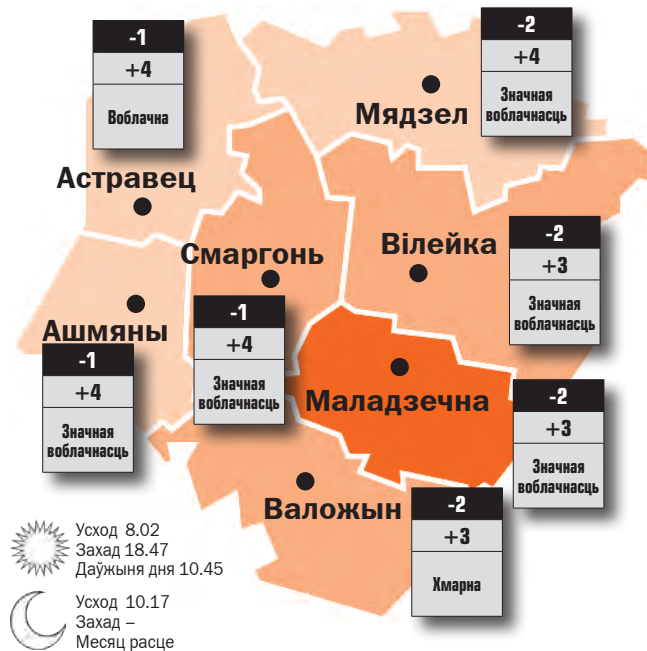 -1
+4
Воблачна
Астравец
-2
+4
Значная
воблачнасць
Мядзел
Смаргонь
-1
+4
Значная
воблачнасць
Вілейка
-2
+3
Значная
воблачнасць
Ашмяны
-1
+4
Значная
воблачнасць
Маладзечна
-2
+3
Значная
воблачнасць
Валожын
-2
+3
Хмарна
Усход 8.02
Захад 18.47
Даўжыня дня 10.45
Усход 10.17
Захад –
Месяц расце